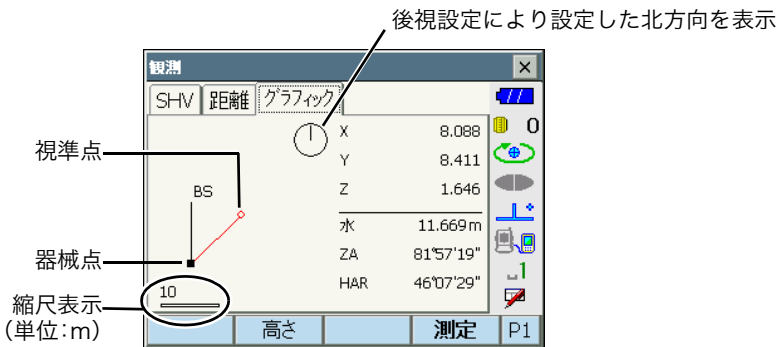 後視設定により設定した北方向を表示
観測
SHV 距離 グラフィック
X 8.088
0
Y 8.411
視準点
BS
Z 1.646
水 11.669m
ZA 81°57'19"
器械点
HAR 46°07'29"
1
10
縮尺表示
(単位:m)
高さ 測定 P1